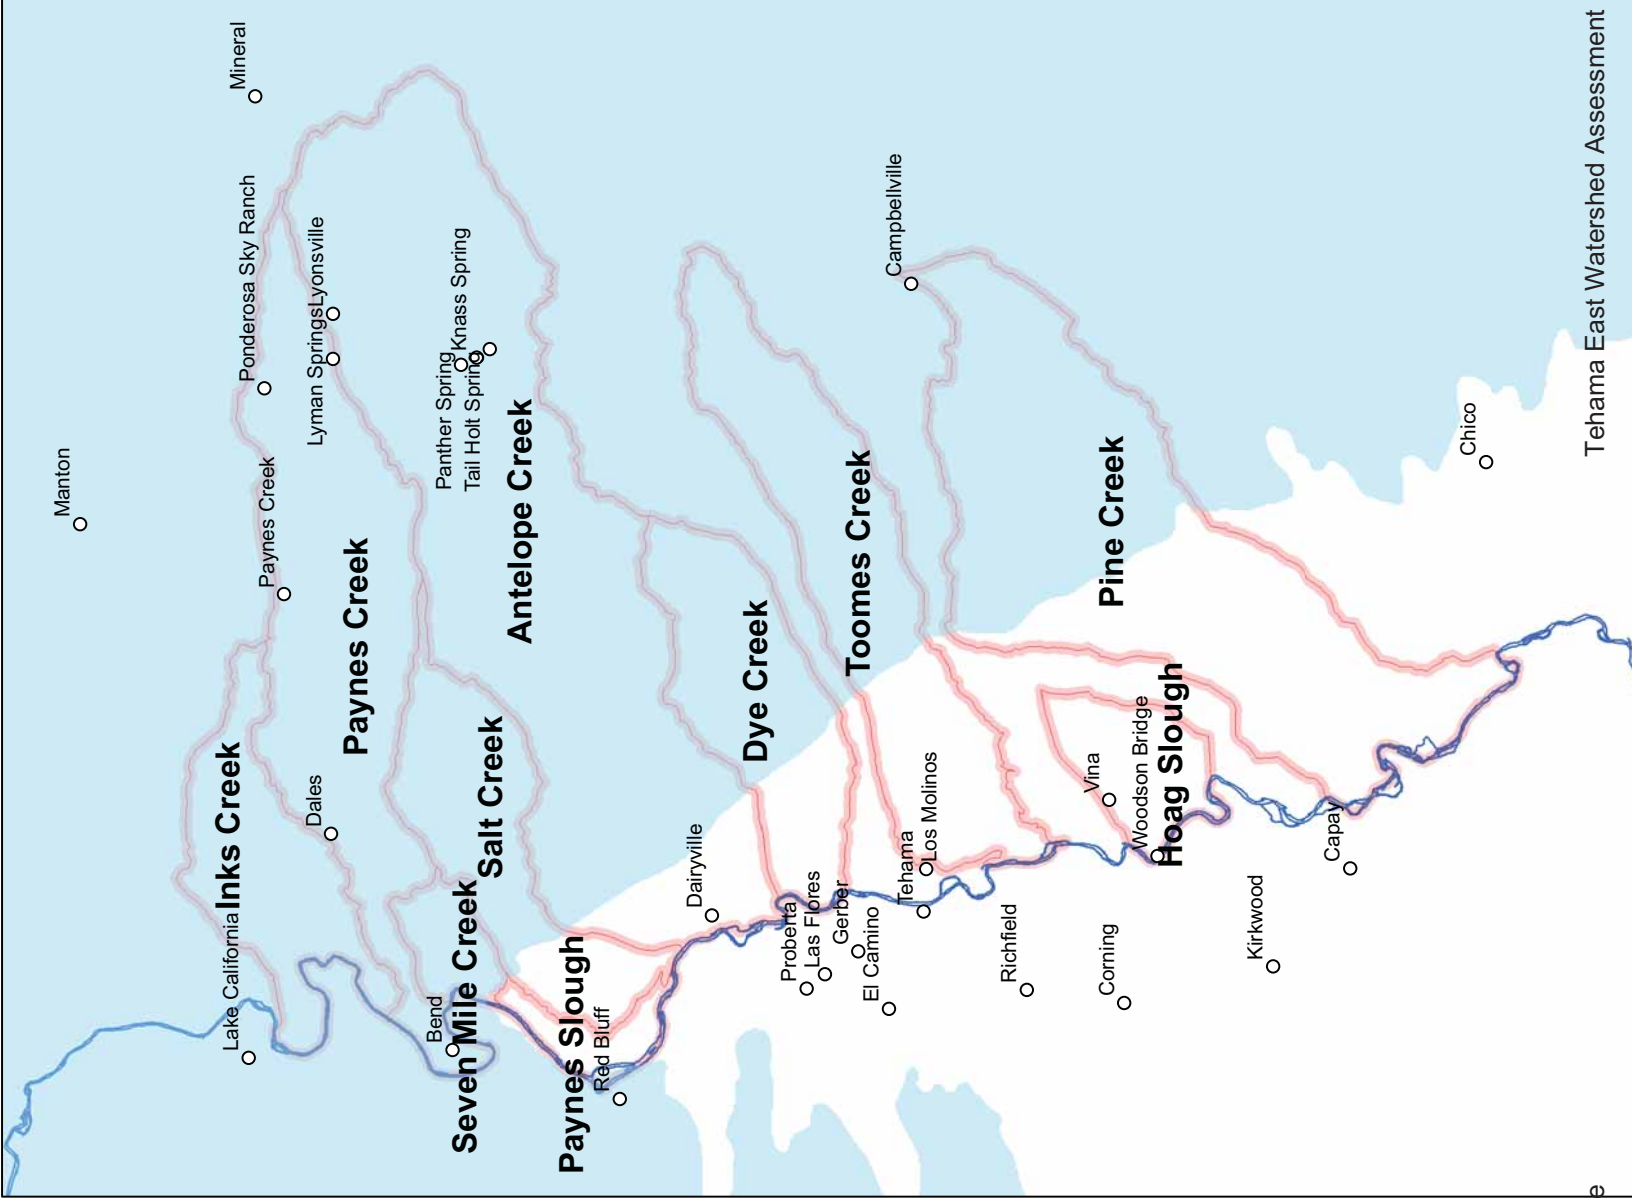 Manton
Mineral
Ponderosa Sky Ranch
Paynes Creek
Lyonsville
Lyman Springs
Panther Spring
Knass Spring
Tail Holt Spring
Campbellville
Chico
Inks Creek
Paynes Creek
Antelope Creek
Salt Creek
Dye Creek
Toomes Creek
Pine Creek
Seven Mile Creek
Paynes Slough
Hoag Slough
Lake California
Dales
Bend
Red Bluff
Dairyville
Proberta
Las Flores
Gerber
El Camino
Tehama
Los Molinos
Richfield
Corning
Vina
Woodson Bridge
Kirkwood
Capay
Tehama East Watershed Assessment
e